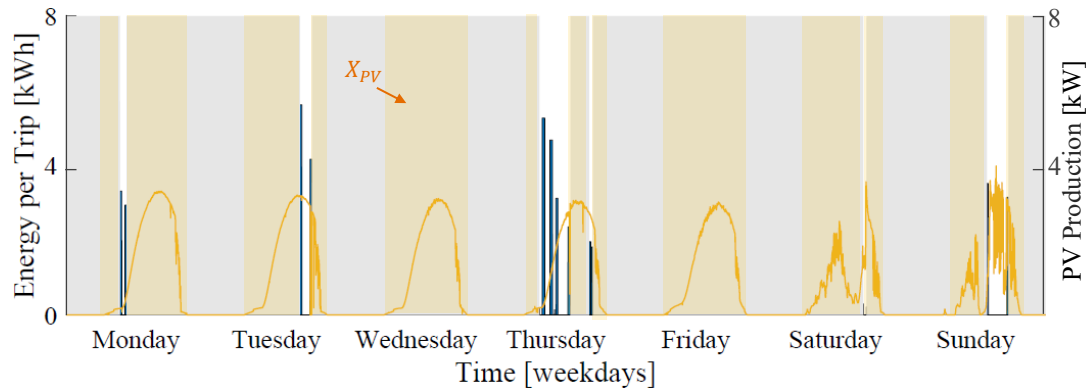 8
4
0
Energy per Trip [kWh]
X_PV
8
4
0
PV Production [kW]
Monday Tuesday Wednesday Thursday Friday Saturday Sunday
Time [weekdays]